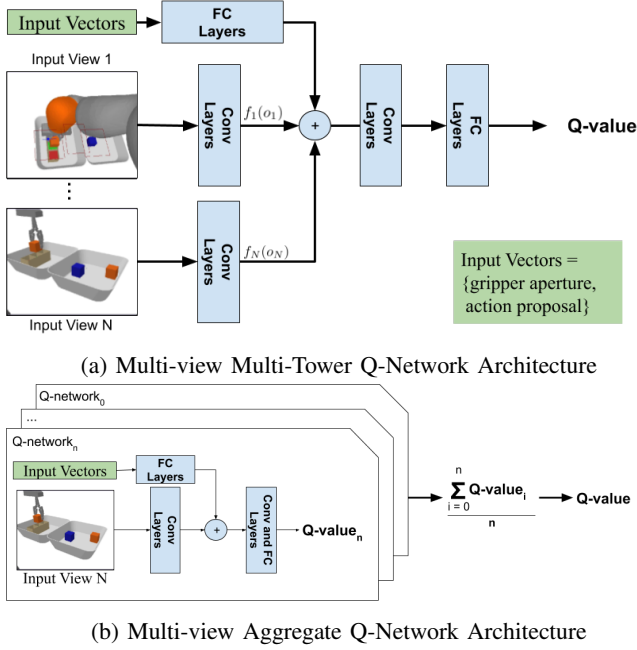 Input Vectors
FC
Layers
Input View 1
Conv
Layers
f₁(o₁)
+
Conv
Layers
FC
Layers
Q-value
...
Conv
Layers
f_N(o_N)
Input View N
Input Vectors =
{gripper aperture,
action proposal}
(a) Multi-view Multi-Tower Q-Network Architecture
Q-network₀
...
Q-networkₙ
Input Vectors
FC
Layers
Conv
Layers
+
Conv and FC
Layers
Q-valueₙ
Input View N
n
Σ Q-valueᵢ
i = 0
n
Q-value
(b) Multi-view Aggregate Q-Network Architecture